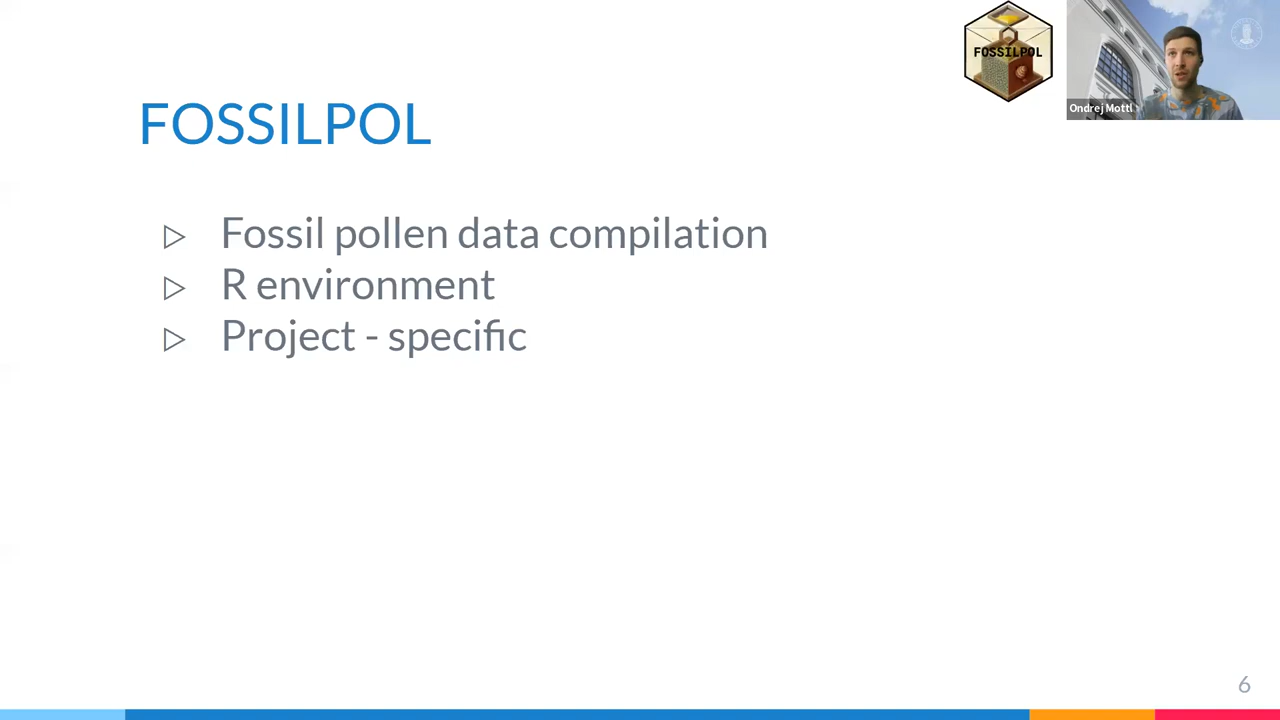 FOSSILPOL
Ondrej Mottl
FOSSILPOL
▷ Fossil pollen data compilation
▷ R environment
▷ Project - specific
6